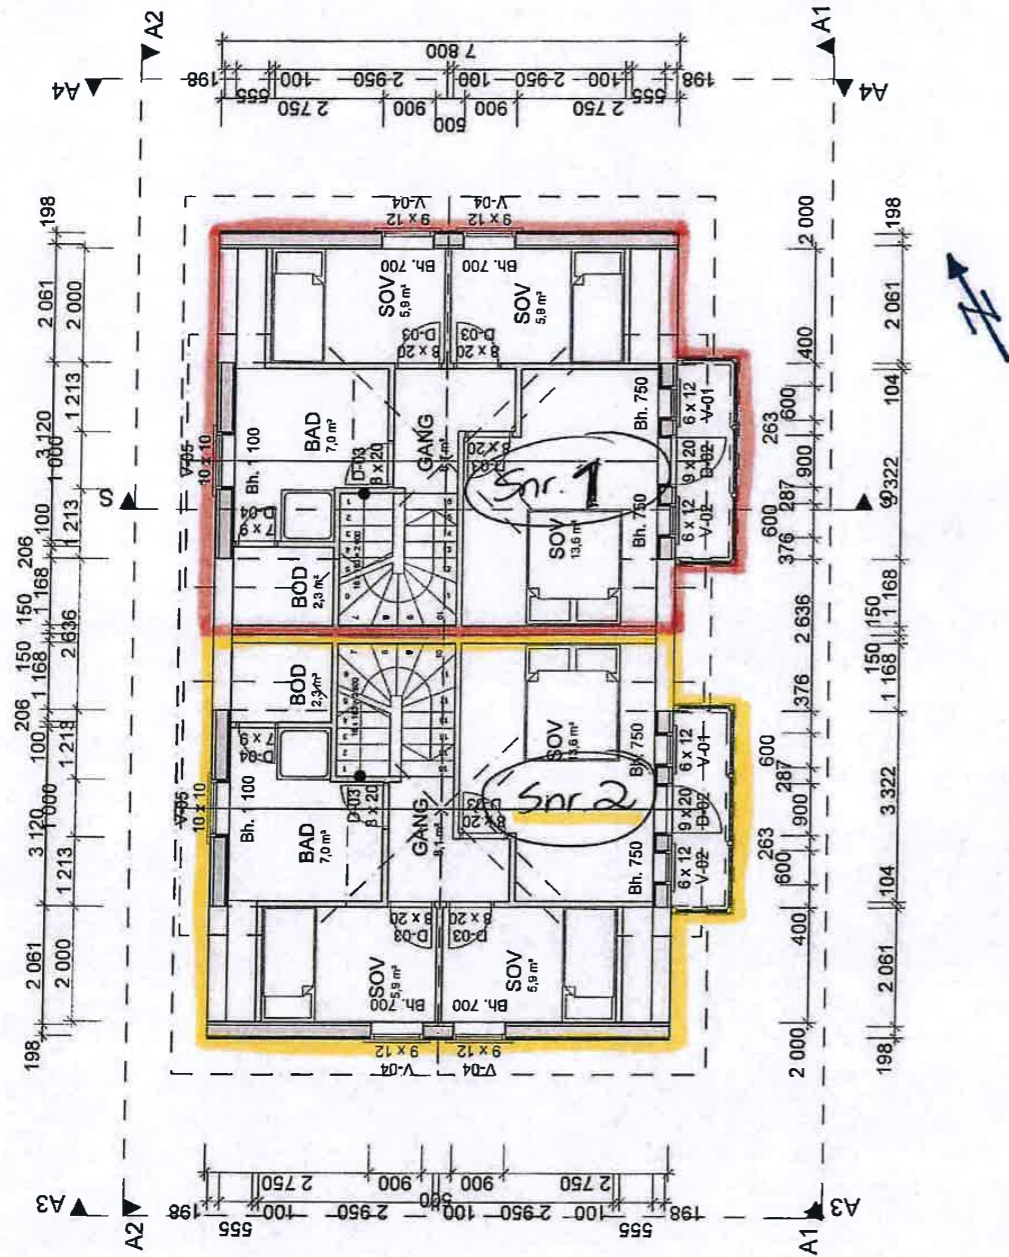 A4
A2
A1
A4
7 800
198
100
2 950
100
100
2 950
100
198
555
2 750
900
500
900
2 750
555
198
2 061
3 120
100
206
1 168
150
150
1 168
206
100
3 120
2 061
198
2 000
1 213
1 000
1 213
2 636
1 213
1 000
1 213
2 000
V-04
V-04
9 x 12
9 x 12
Bh. 700
Bh. 700
SOV
5,9 m²
SOV
5,9 m²
D-03
8 x 20
D-03
8 x 20
V-05
10 x 10
Bh. 1 100
BAD
7,0 m²
GANG
D-03
8 x 20
D-04
7 x 9
BOD
2,3 m²
Snr. 1
SOV
13,6 m²
Bh. 750
Bh. 750
6 x 12
V-01
9 x 20
D-02
6 x 12
V-02
S
S
BOD
2,3 m²
D-04
7 x 9
V-05
10 x 10
Bh. 1 100
BAD
7,0 m²
D-03
8 x 20
GANG
8,1 m²
SOV
13,6 m²
Snr. 2
Bh. 750
Bh. 750
6 x 12
V-01
9 x 20
D-02
6 x 12
V-02
D-03
8 x 20
D-03
8 x 20
SOV
5,9 m²
SOV
5,9 m²
Bh. 700
Bh. 700
9 x 12
9 x 12
V-04
V-04
2 000
400
600
263
900
287
600
376
2 636
376
600
287
900
263
600
400
2 000
198
2 061
104
3 322
1 168
150
150
1 168
3 322
104
2 061
198
N
2 750
900
500
900
2 750
198
100
2 950
100
2 950
100
198
555
555
A3
A2
A1
A3